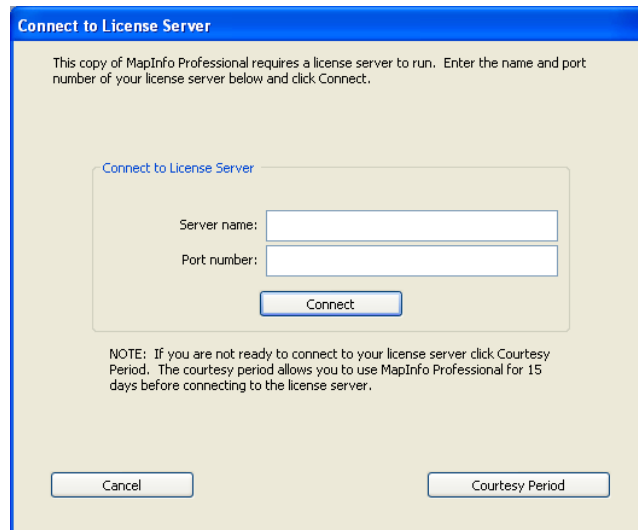 Connect to License Server
This copy of MapInfo Professional requires a license server to run.  Enter the name and port
number of your license server below and click Connect.
Connect to License Server
Server name:
Port number:
Connect
NOTE:  If you are not ready to connect to your license server click Courtesy
Period.  The courtesy period allows you to use MapInfo Professional for 15
days before connecting to the license server.
Cancel
Courtesy Period